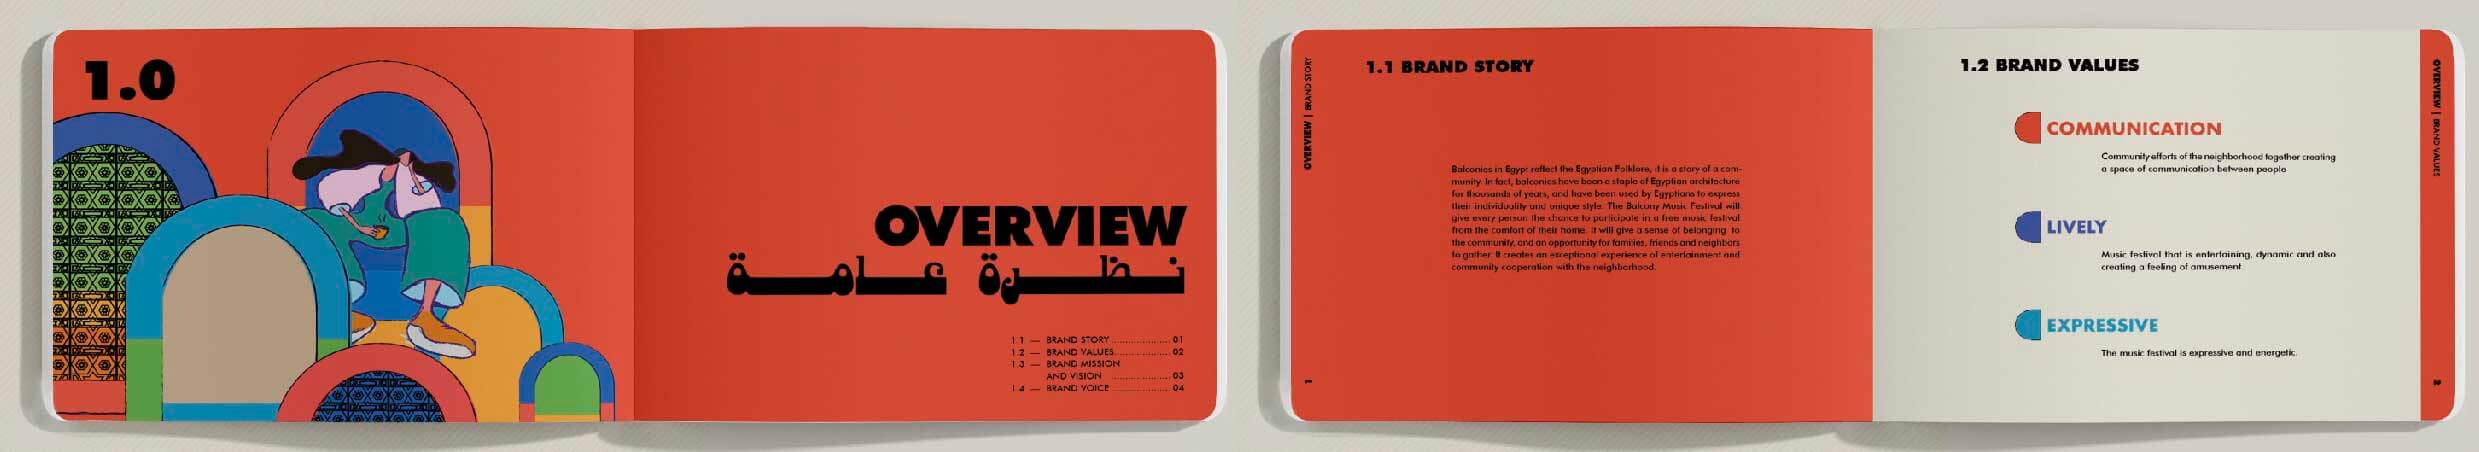 1.0
OVERVIEW
نظرة عامة
1.1 — BRAND STORY .................... 01
1.2 — BRAND VALUES .................. 02
1.3 — BRAND MISSION
AND VISION .................... 03
1.4 — BRAND VOICE .................... 04
OVERVIEW | BRAND STORY
1.1 BRAND STORY
Balconies in Egypt reflect the Egyptian Folklore, it is a story of a com-
munity. In fact, balconies have been a staple of Egyptian architecture
for thousands of years, and have been used by Egyptians to express
their individuality and unique style. The Balcony Music Festival will
give every person the chance to participate in a free music festival
from the comfort of their home. It will give a sense of belonging to
the community, and an opportunity for families, friends and neighbors
to gather. It creates an exceptional experience of entertainment and
community cooperation with the neighborhood.
1
1.2 BRAND VALUES
COMMUNICATION
Community efforts of the neighborhood together creating
a space of communication between people
LIVELY
Music festival that is entertaining, dynamic and also
creating a feeling of amusement.
EXPRESSIVE
The music festival is expressive and energetic.
OVERVIEW | BRAND VALUES
2